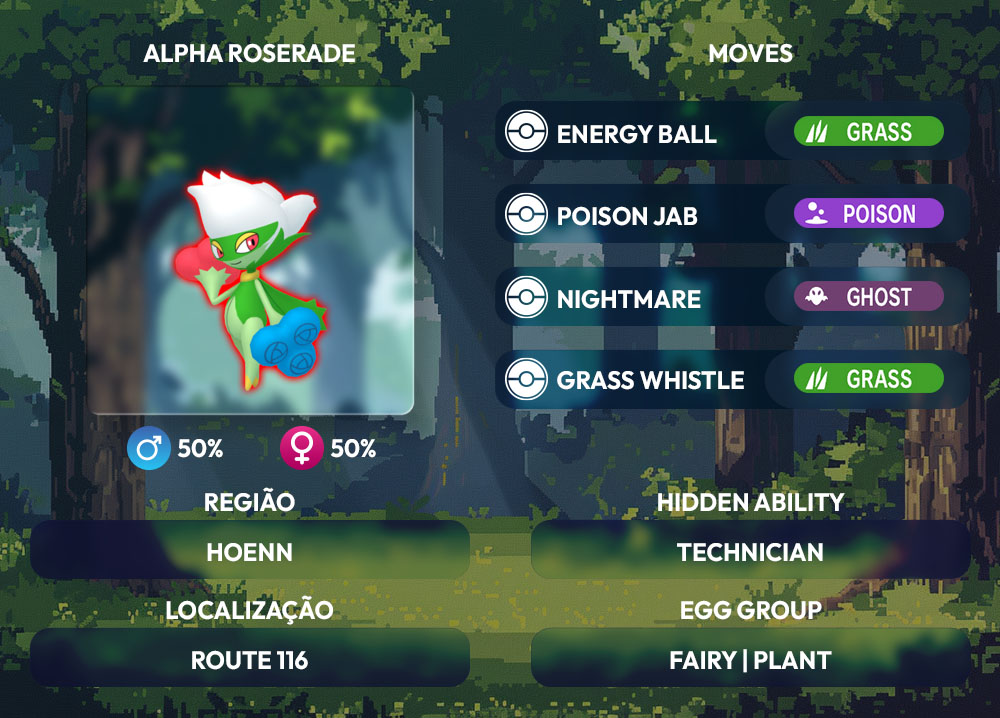 ALPHA ROSERADE
50%
50%
REGIÃO
HOENN
LOCALIZAÇÃO
ROUTE 116
MOVES
ENERGY BALL GRASS
POISON JAB POISON
NIGHTMARE GHOST
GRASS WHISTLE GRASS
HIDDEN ABILITY
TECHNICIAN
EGG GROUP
FAIRY | PLANT